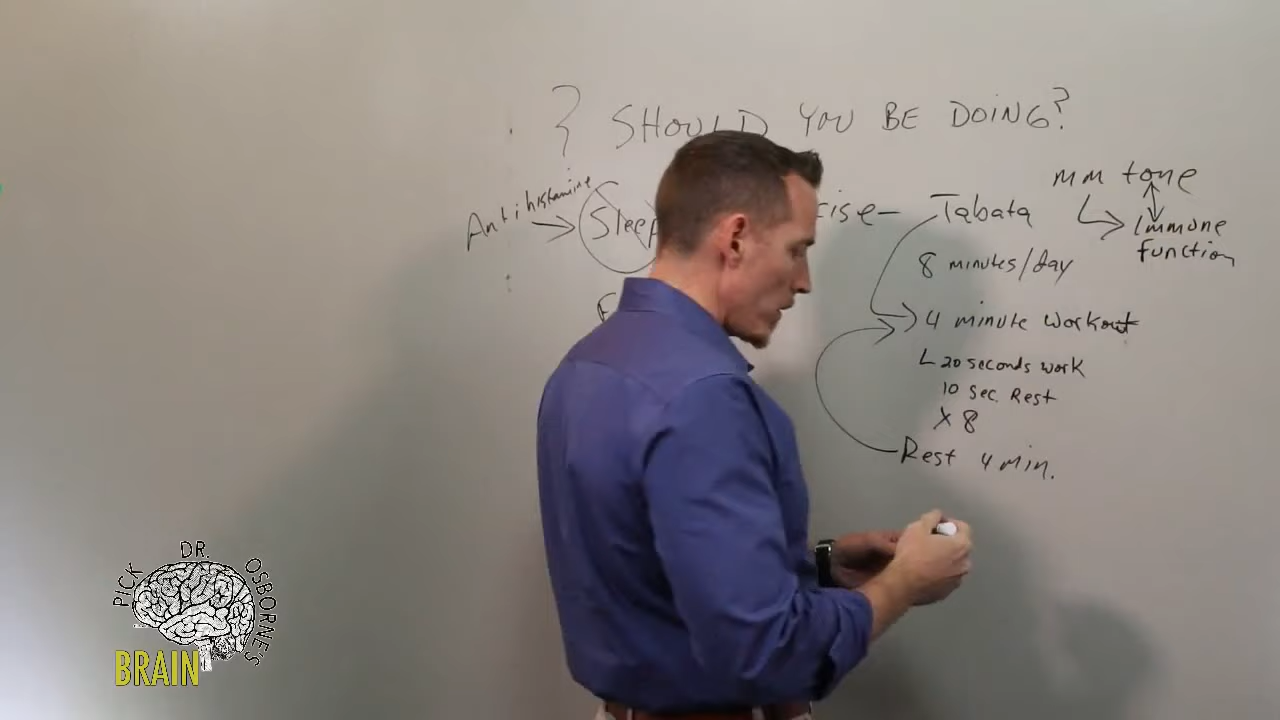 ? SHOULD YOU BE DOING?
Antihistamine
Sleep
cise - Tabata
mm tone
Immune
function
8 minutes/day
4 minute workout
20 seconds work
10 sec. Rest
X 8
Rest 4 min.
PICK DR. OSBORNE'S
BRAIN